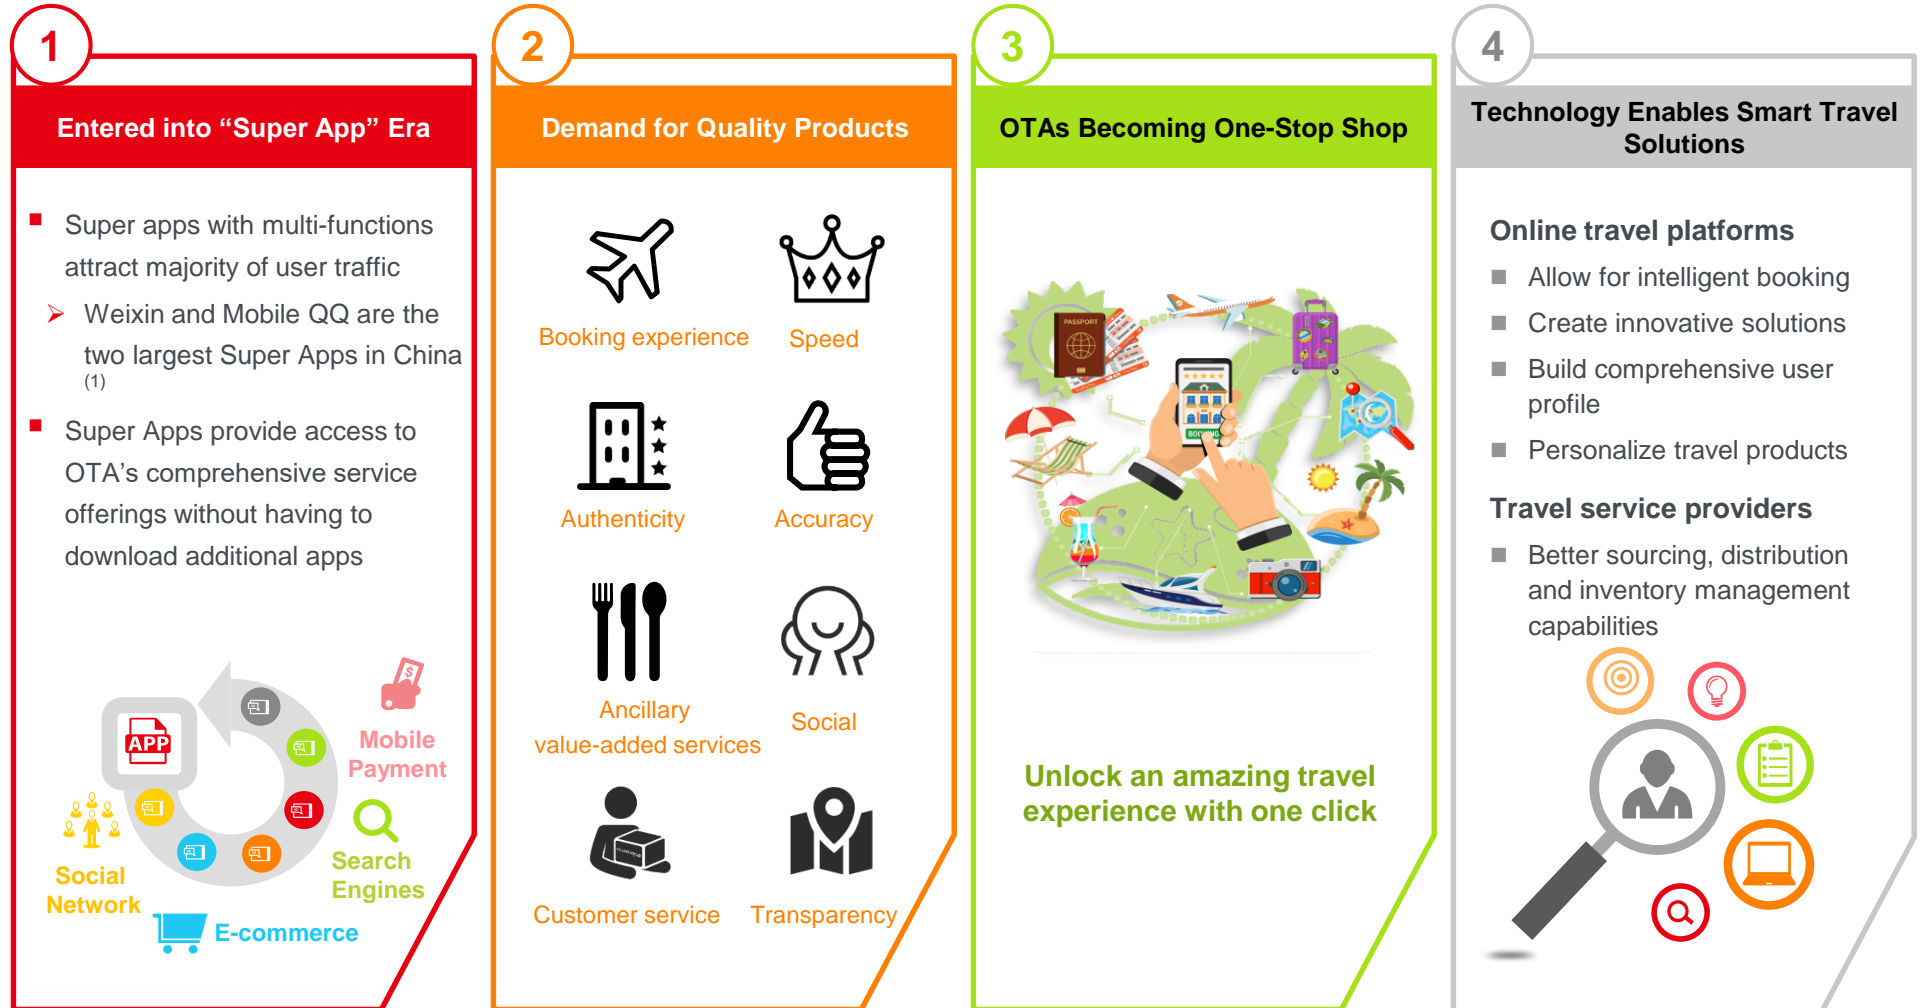 1
Entered into “Super App” Era
Super apps with multi-functions
attract majority of user traffic
Weixin and Mobile QQ are the
two largest Super Apps in China
(1)
Super Apps provide access to
OTA’s comprehensive service
offerings without having to
download additional apps
APP
$
Mobile
Payment
Search
Engines
Social
Network
E-commerce
2
Demand for Quality Products
Booking experience
Speed
Authenticity
Accuracy
Ancillary
value-added services
Social
Customer service
Transparency
3
OTAs Becoming One-Stop Shop
PASSPORT
BOOKING
Unlock an amazing travel
experience with one click
4
Technology Enables Smart Travel
Solutions
Online travel platforms
Allow for intelligent booking
Create innovative solutions
Build comprehensive user
profile
Personalize travel products
Travel service providers
Better sourcing, distribution
and inventory management
capabilities